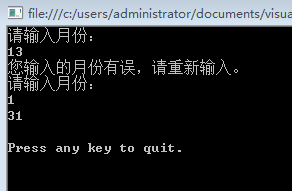 file:///c:/users/administrator/documents/visua
请输入月份：
13
您输入的月份有误，请重新输入。
请输入月份：
1
31
Press any key to quit.